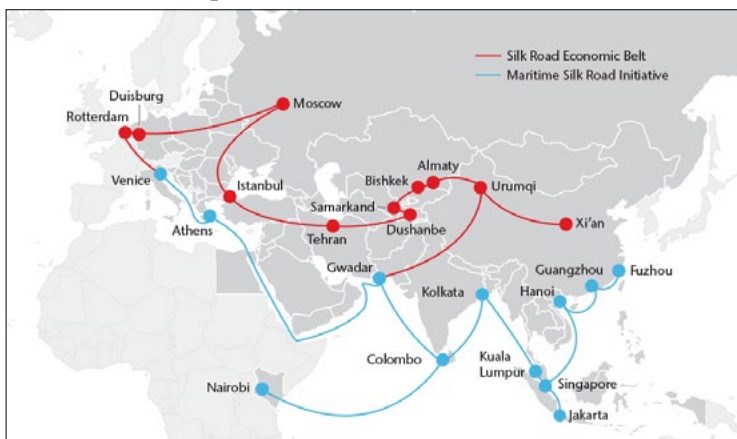 Silk Road Economic Belt
Maritime Silk Road Initiative
Duisburg
Rotterdam
Moscow
Venice
Istanbul
Bishkek
Almaty
Urumqi
Samarkand
Athens
Tehran
Dushanbe
Xi'an
Gwadar
Kolkata
Guangzhou
Fuzhou
Hanoi
Colombo
Kuala
Lumpur
Nairobi
Singapore
Jakarta